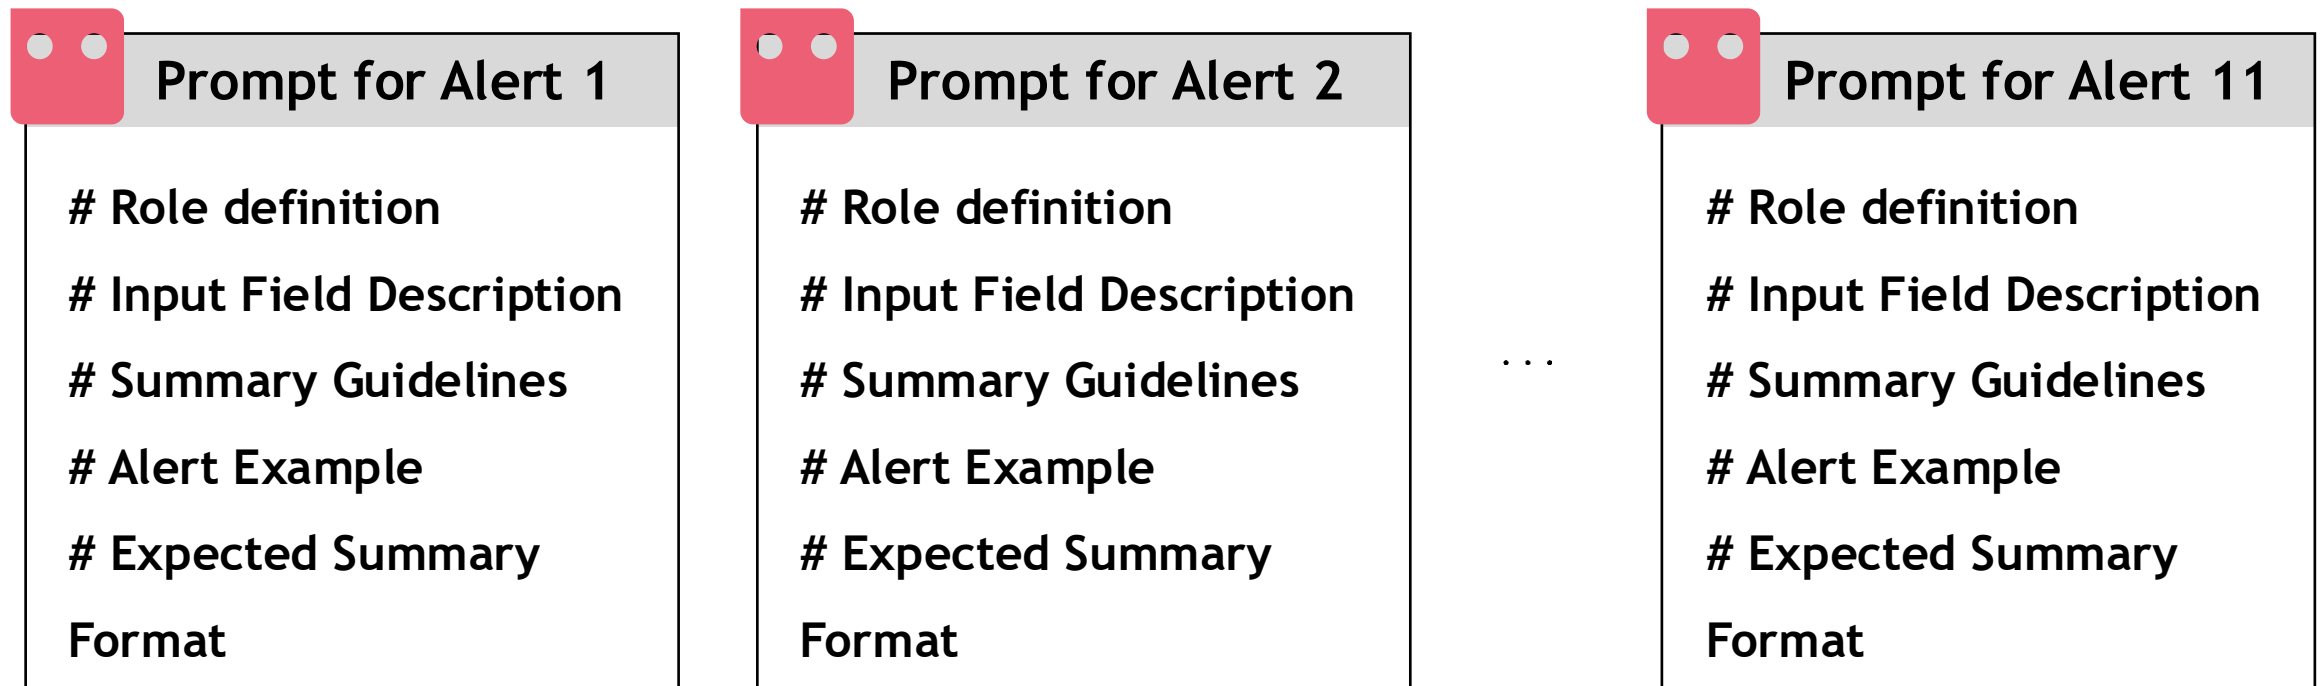 Prompt for Alert 1
# Role definition
# Input Field Description
# Summary Guidelines
# Alert Example
# Expected Summary
Format
Prompt for Alert 2
# Role definition
# Input Field Description
# Summary Guidelines
# Alert Example
# Expected Summary
Format
...
Prompt for Alert 11
# Role definition
# Input Field Description
# Summary Guidelines
# Alert Example
# Expected Summary
Format